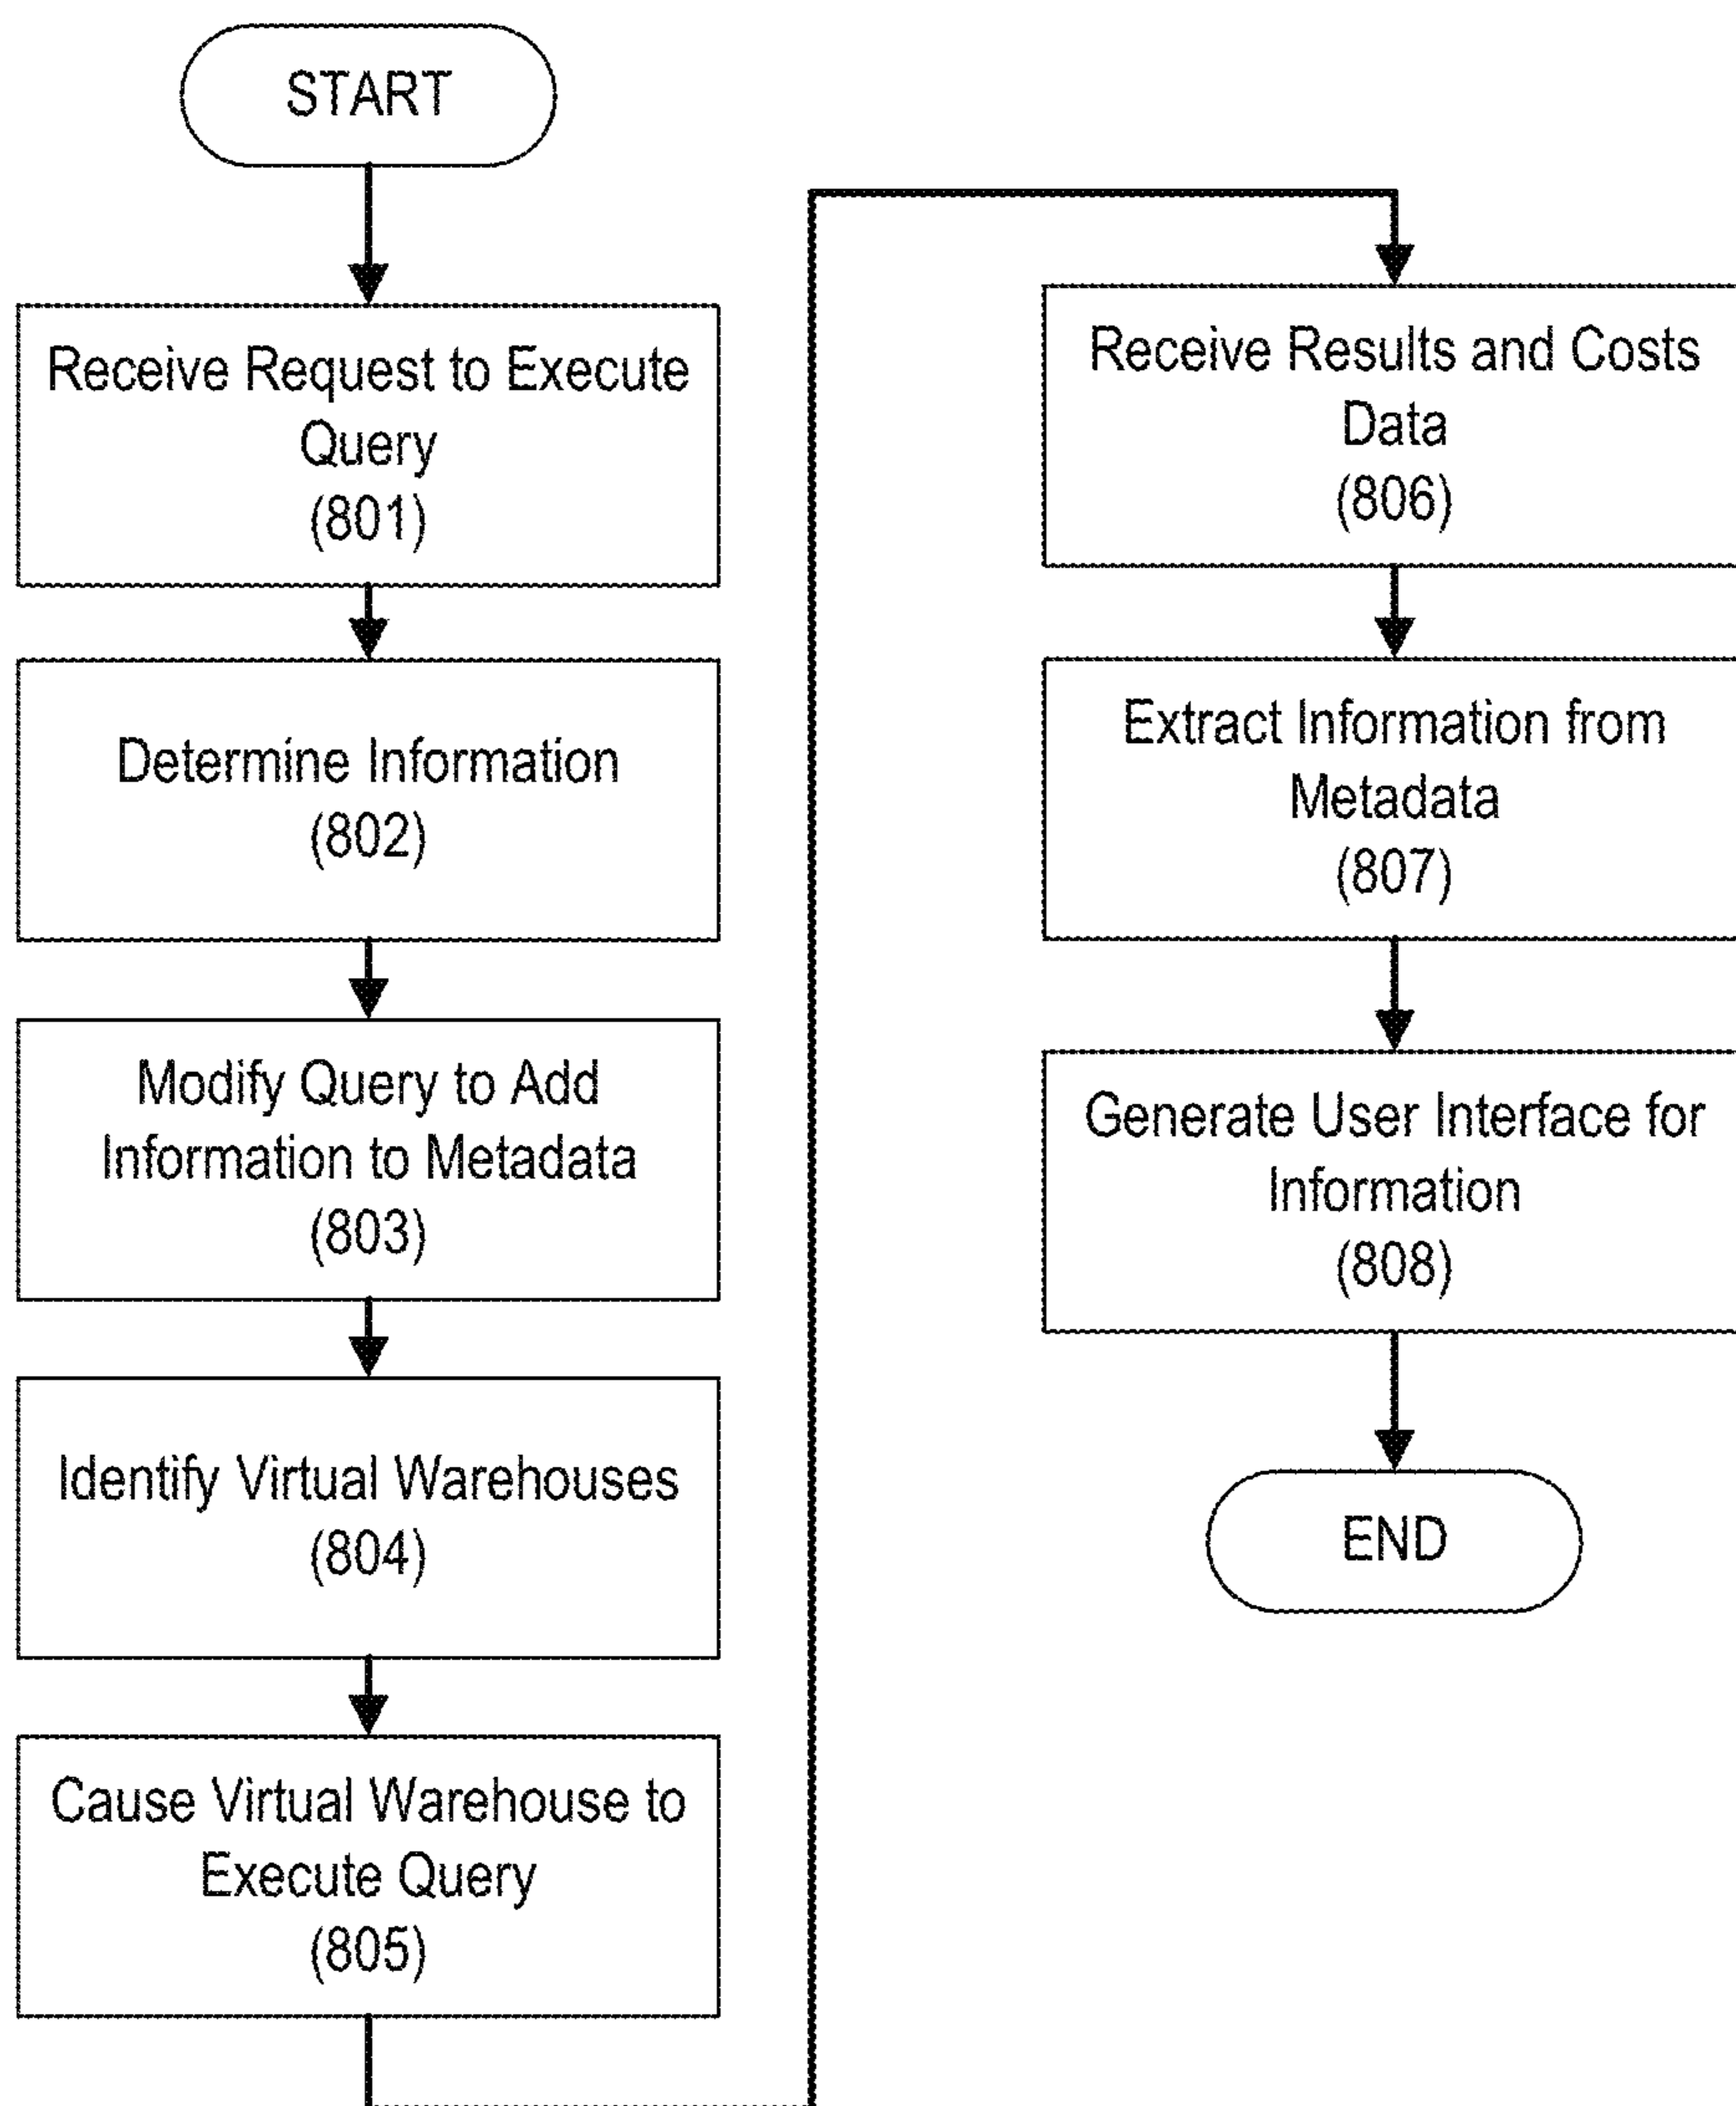 START
Receive Request to Execute
Query
(801)
Determine Information
(802)
Modify Query to Add
Information to Metadata
(803)
Identify Virtual Warehouses
(804)
Cause Virtual Warehouse to
Execute Query
(805)
Receive Results and Costs
Data
(806)
Extract Information from
Metadata
(807)
Generate User Interface for
Information
(808)
END